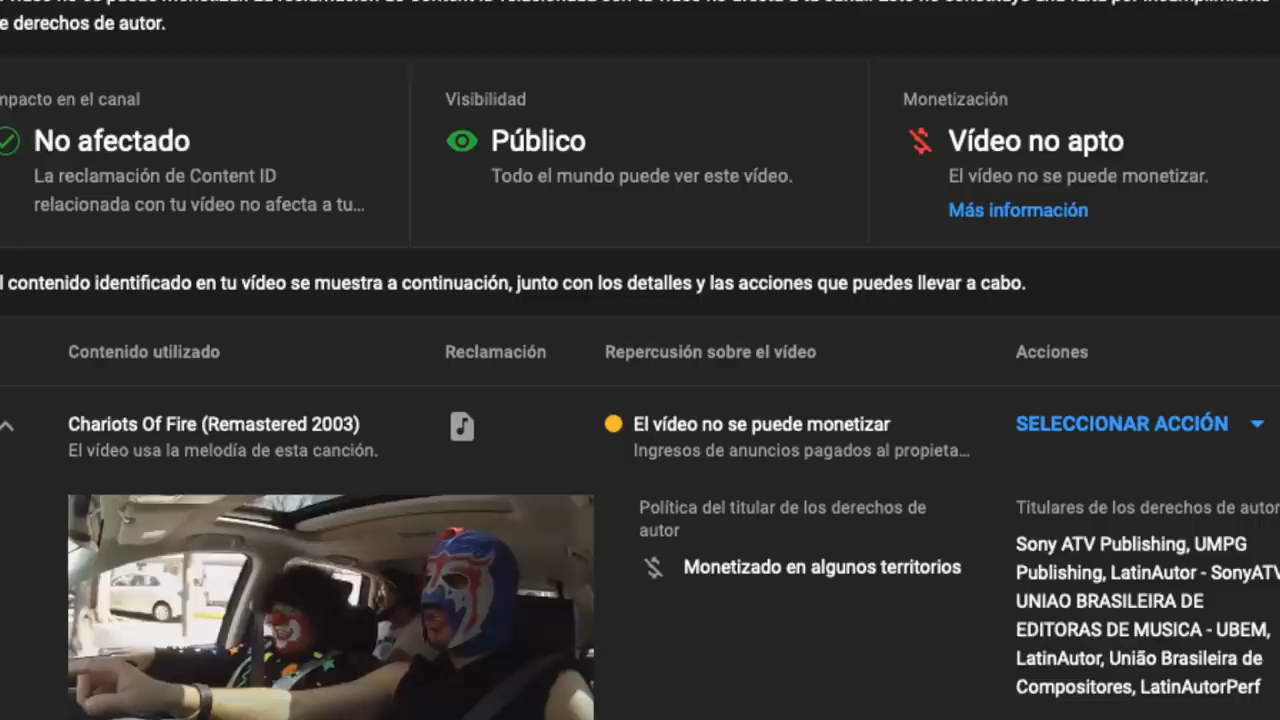 e derechos de autor.
mpacto en el canal
No afectado
La reclamación de Content ID
relacionada con tu vídeo no afecta a tu...
Visibilidad
Público
Todo el mundo puede ver este vídeo.
Monetización
Vídeo no apto
El vídeo no se puede monetizar.
Más información
l contenido identificado en tu vídeo se muestra a continuación, junto con los detalles y las acciones que puedes llevar a cabo.
Contenido utilizado
Reclamación
Repercusión sobre el vídeo
Acciones
Chariots Of Fire (Remastered 2003)
El vídeo usa la melodía de esta canción.
El vídeo no se puede monetizar
Ingresos de anuncios pagados al propieta...
SELECCIONAR ACCIÓN
Política del titular de los derechos de
autor
Monetizado en algunos territorios
Titulares de los derechos de autor
Sony ATV Publishing, UMPG
Publishing, LatinAutor - SonyATV
UNIAO BRASILEIRA DE
EDITORAS DE MUSICA - UBEM,
LatinAutor, União Brasileira de
Compositores, LatinAutorPerf